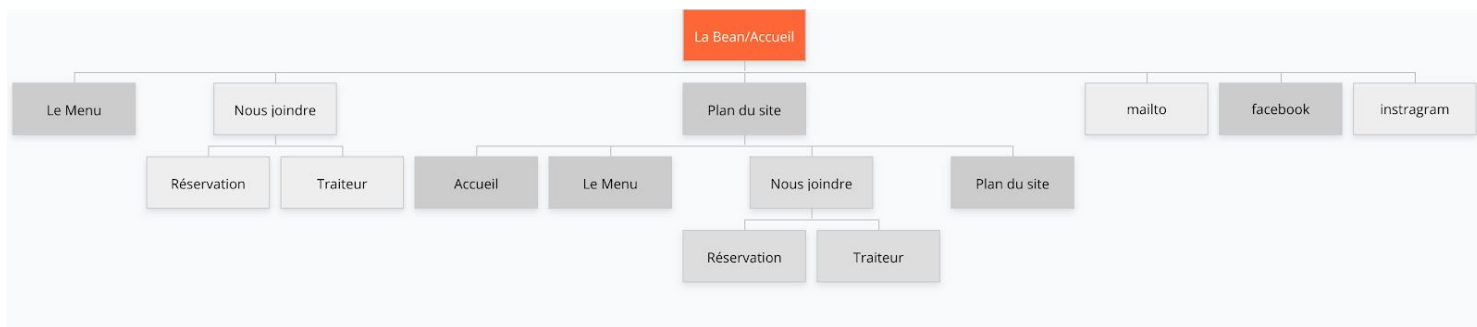 La Bean/Accueil
Le Menu
Nous joindre
Plan du site
mailto
facebook
instragram
Réservation
Traiteur
Accueil
Le Menu
Nous joindre
Plan du site
Réservation
Traiteur